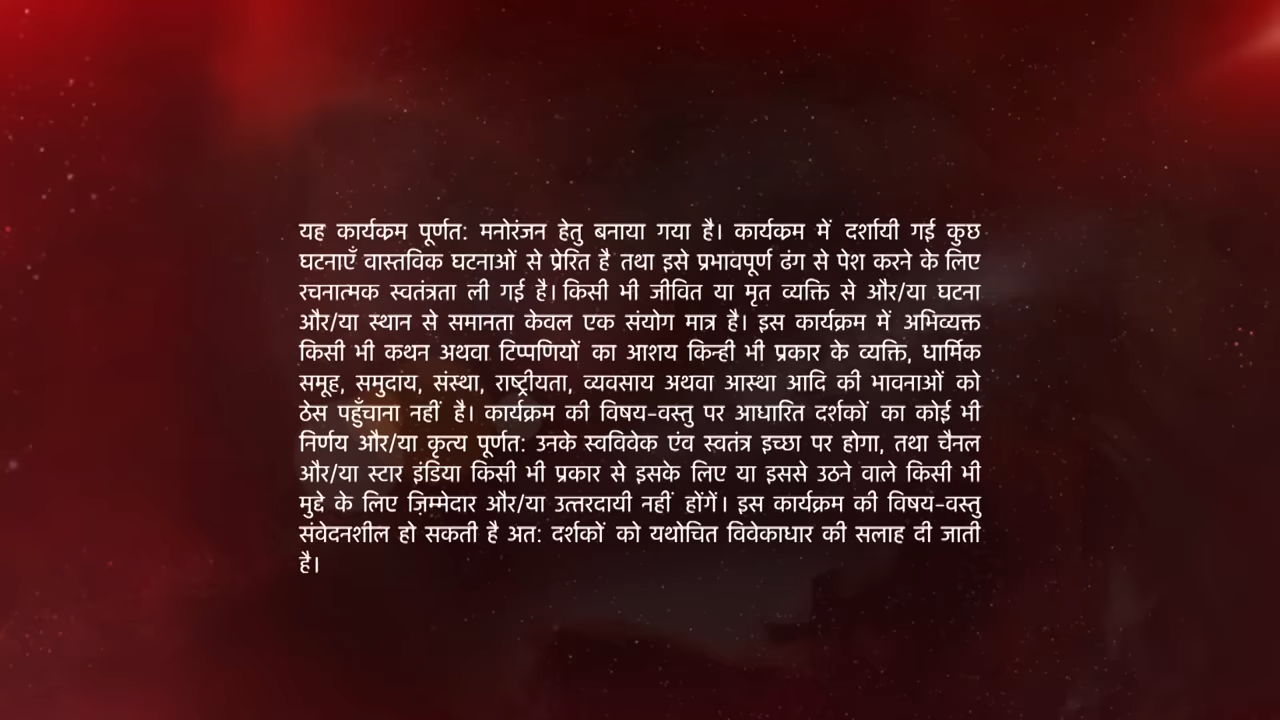 यह कार्यक्रम पूर्णत: मनोरंजन हेतु बनाया गया है। कार्यक्रम में दर्शायी गई कुछ
घटनाएँ वास्तविक घटनाओं से प्रेरित है तथा इसे प्रभावपूर्ण ढंग से पेश करने के लिए
रचनात्मक स्वतंत्रता ली गई है। किसी भी जीवित या मृत व्यक्ति से और/या घटना
और/या स्थान से समानता केवल एक संयोग मात्र है। इस कार्यक्रम में अभिव्यक्त
किसी भी कथन अथवा टिप्पणियों का आशय किन्ही भी प्रकार के व्यक्ति, धार्मिक
समूह, समुदाय, संस्था, राष्ट्रीयता, व्यवसाय अथवा आस्था आदि की भावनाओं को
ठेस पहुँचाना नहीं है। कार्यक्रम की विषय-वस्तु पर आधारित दर्शकों का कोई भी
निर्णय और/या कृत्य पूर्णत: उनके स्वविवेक एंव स्वतंत्र इच्छा पर होगा, तथा चैनल
और/या स्टार इंडिया किसी भी प्रकार से इसके लिए या इससे उठने वाले किसी भी
मुद्दे के लिए ज़िम्मेदार और/या उत्तरदायी नहीं होंगें। इस कार्यक्रम की विषय-वस्तु
संवेदनशील हो सकती है अत: दर्शकों को यथोचित विवेकाधार की सलाह दी जाती
है।